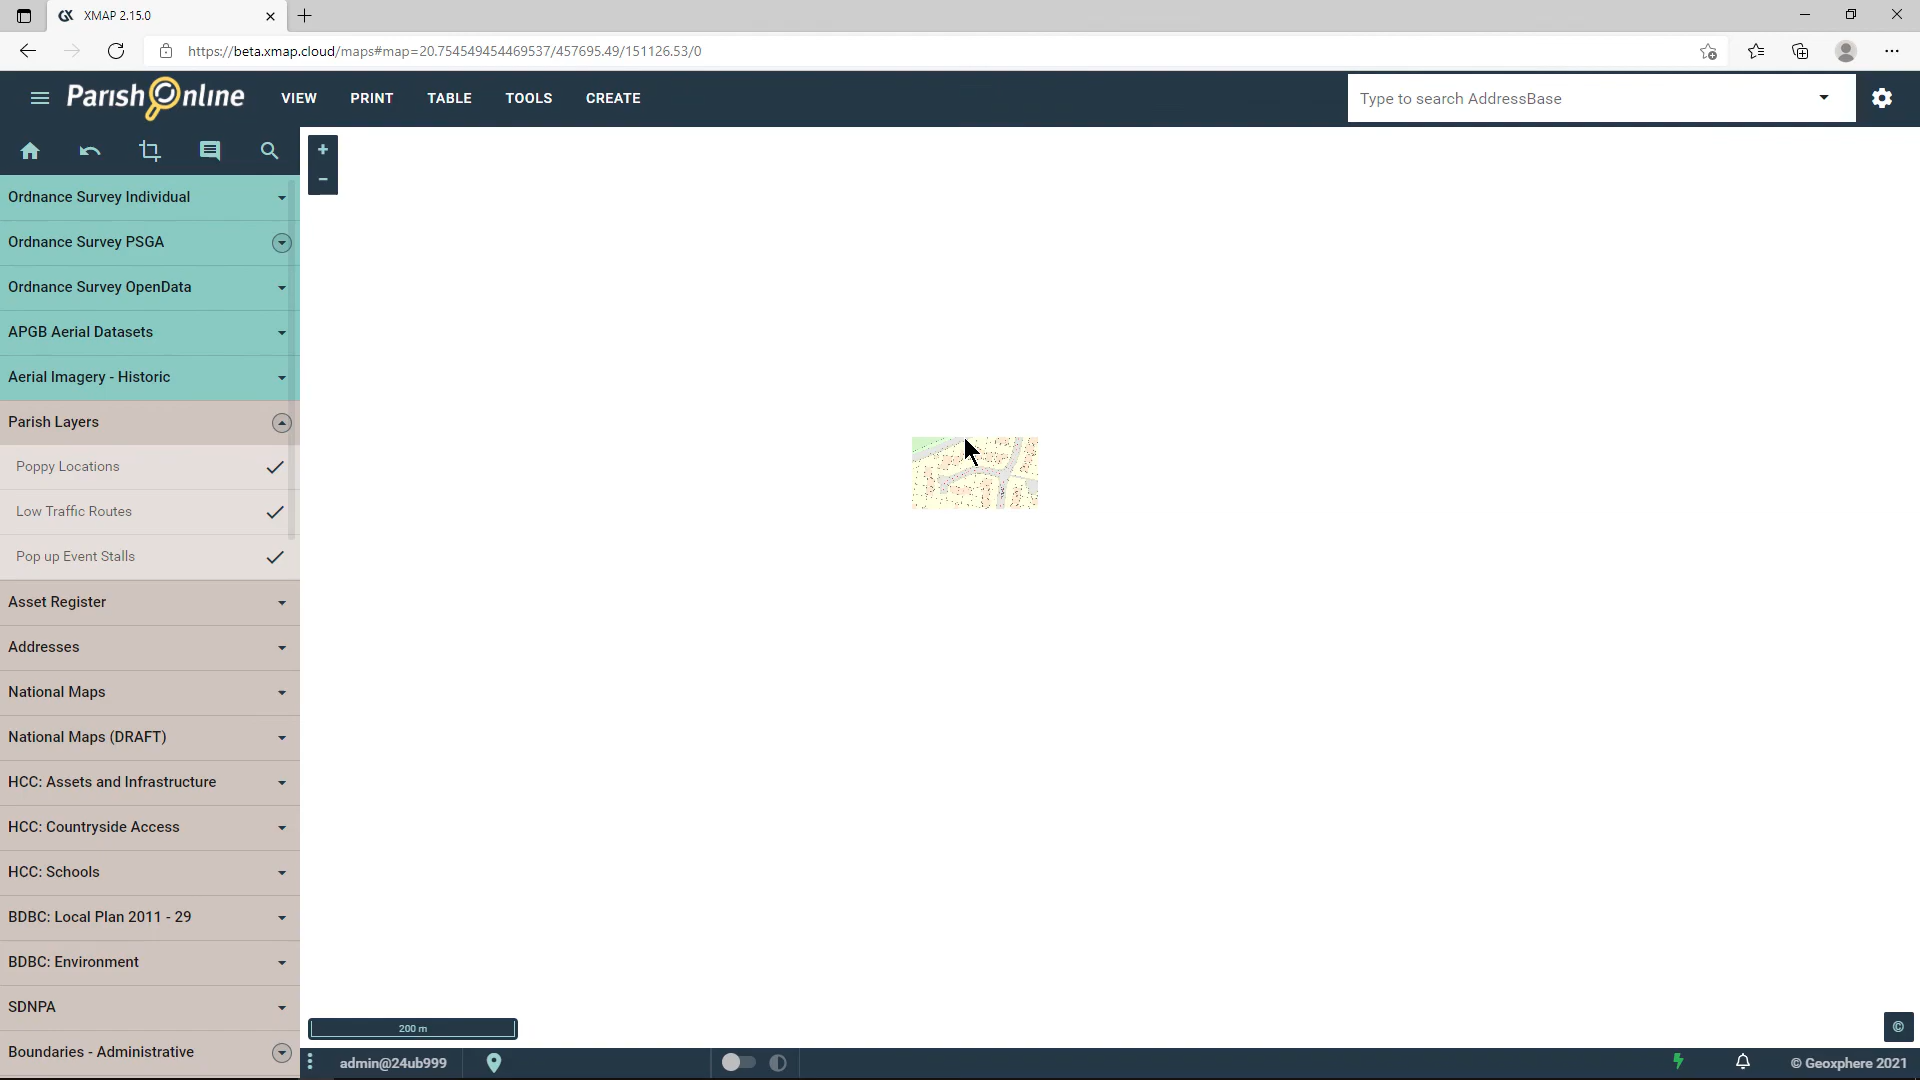 XMAP 2.15.0
https://beta.xmap.cloud/maps#map=20.754549454469537/457695.49/151126.53/0
Parish Online
VIEW PRINT TABLE TOOLS CREATE
Type to search AddressBase
Ordnance Survey Individual
Ordnance Survey PSGA
Ordnance Survey OpenData
APGB Aerial Datasets
Aerial Imagery - Historic
Parish Layers
Poppy Locations
Low Traffic Routes
Pop up Event Stalls
Asset Register
Addresses
National Maps
National Maps (DRAFT)
HCC: Assets and Infrastructure
HCC: Countryside Access
HCC: Schools
BDBC: Local Plan 2011 - 29
BDBC: Environment
SDNPA
Boundaries - Administrative
200 m
©
admin@24ub999
© Geoxphere 2021